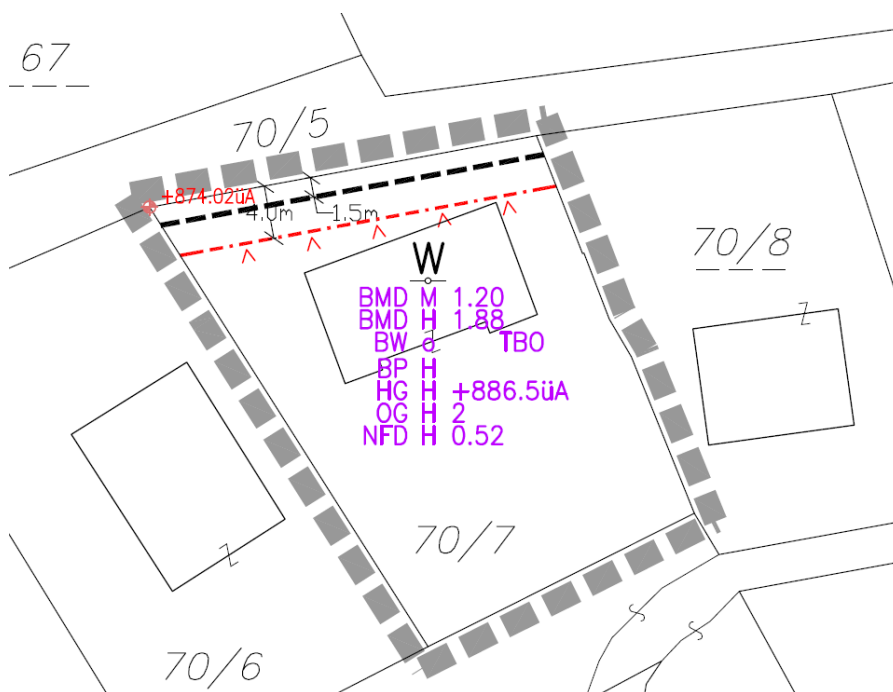 67
70/5
+874.02üA
4.0m
1.5m
W
70/8
BMD M 1.20
BMD H 1.88
BW o TBO
BP H
HG H +886.5üA
OG H 2
NFD H 0.52
70/7
70/6